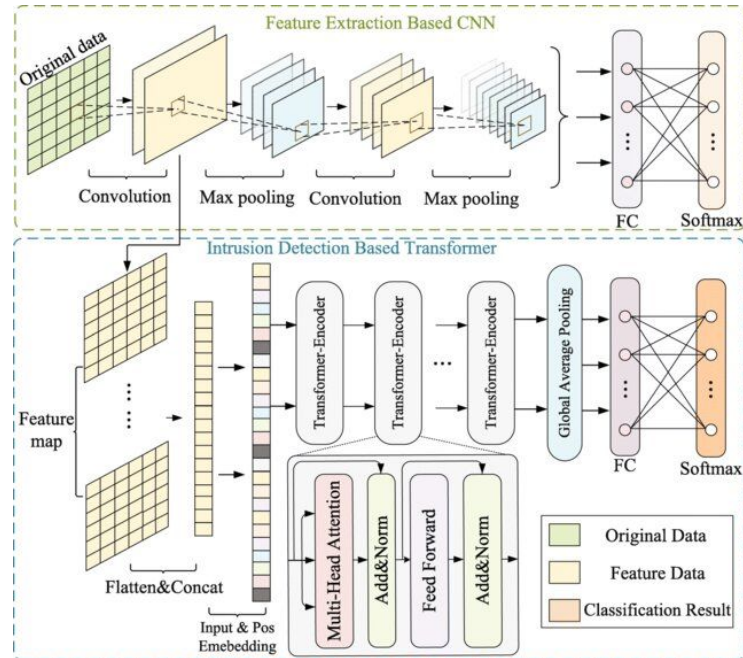 Feature Extraction Based CNN
Original data
Convolution
Max pooling
Convolution
Max pooling
FC
Softmax
Intrusion Detection Based Transformer
Feature
map
Flatten&Concat
Input & Pos
Emebedding
Transformer-Encoder
Transformer-Encoder
Transformer-Encoder
Global Average Pooling
FC
Softmax
Multi-Head Attention
Add&Norm
Feed Forward
Add&Norm
Original Data
Feature Data
Classification Result